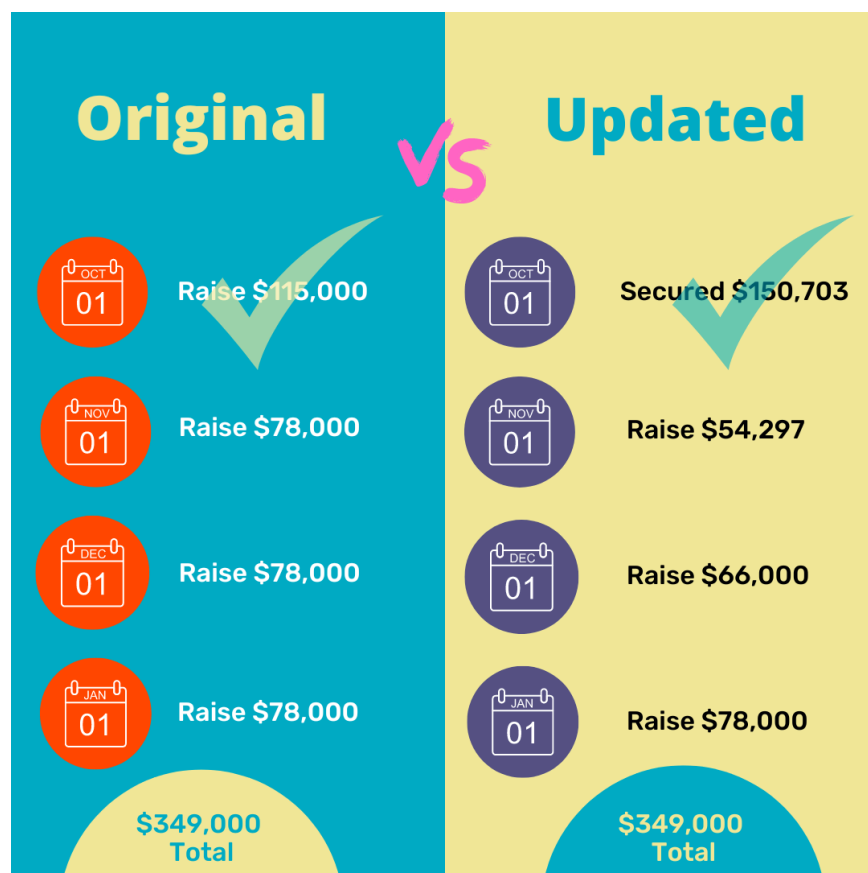 Original
VS
Updated
OCT
01
Raise $115,000
NOV
01
Raise $78,000
DEC
01
Raise $78,000
JAN
01
Raise $78,000
$349,000
Total
OCT
01
Secured $150,703
NOV
01
Raise $54,297
DEC
01
Raise $66,000
JAN
01
Raise $78,000
$349,000
Total